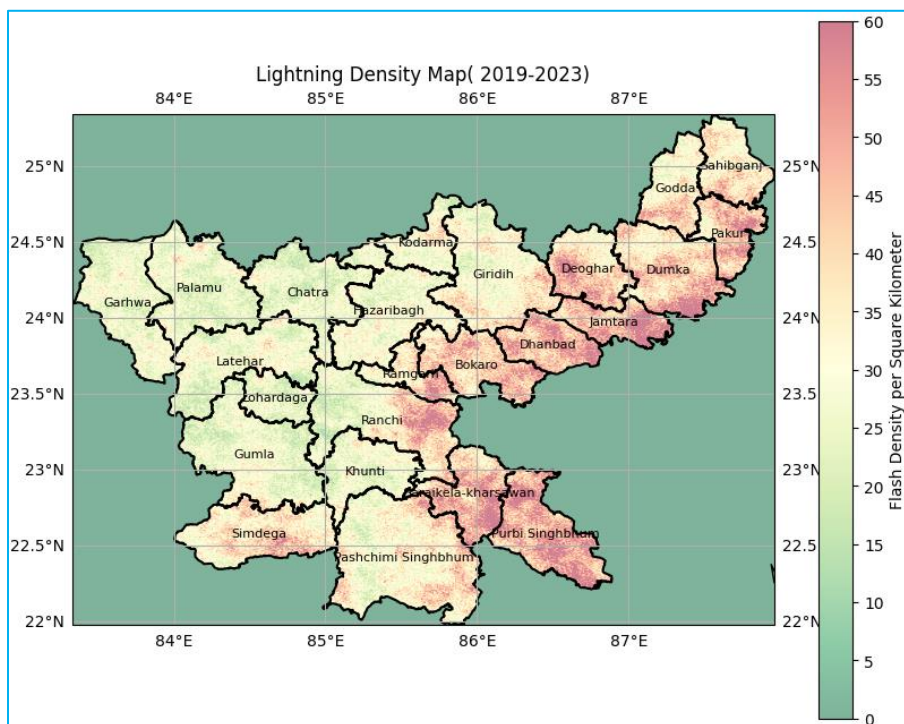 Lightning Density Map( 2019-2023)
84°E 85°E 86°E 87°E
25°N 25°N
24.5°N 24.5°N
24°N 24°N
23.5°N 23.5°N
23°N 23°N
22.5°N 22.5°N
22°N 22°N
84°E 85°E 86°E 87°E
Sahibganj
Godda
Pakur
Kodarma
Deoghar
Dumka
Giridih
Palamu
Chatra
Garhwa
Hazaribagh
Jamtara
Dhanbad
Latehar
Bokaro
Ramgarh
Lohardaga
Ranchi
Gumla
Khunti
Saraikela-kharsawan
Simdega
Purbi Singhbhum
Pashchimi Singhbhum
60
55
50
45
40
35
30
25
20
15
10
5
0
Flash Density per Square Kilometer